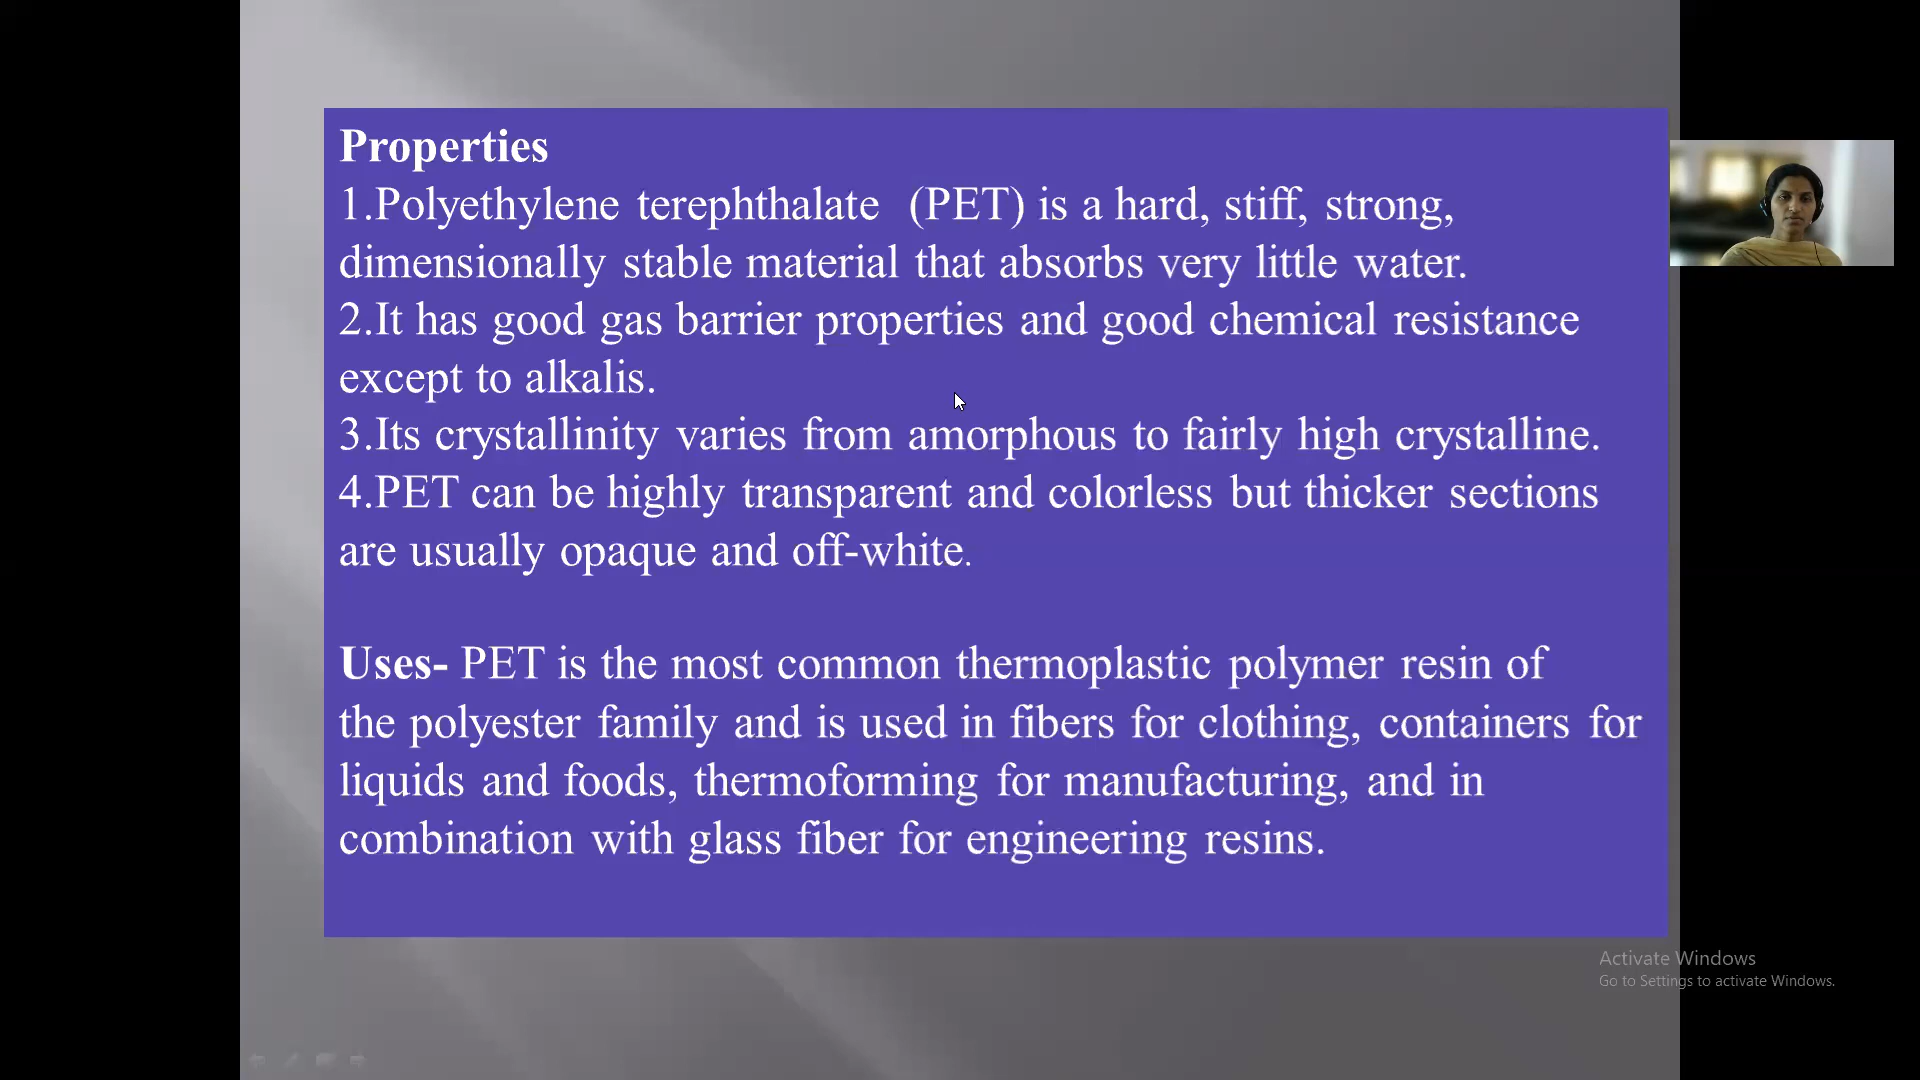 Properties
1.Polyethylene terephthalate (PET) is a hard, stiff, strong,
dimensionally stable material that absorbs very little water.
2.It has good gas barrier properties and good chemical resistance
except to alkalis.
3.Its crystallinity varies from amorphous to fairly high crystalline.
4.PET can be highly transparent and colorless but thicker sections
are usually opaque and off-white.
Uses- PET is the most common thermoplastic polymer resin of
the polyester family and is used in fibers for clothing, containers for
liquids and foods, thermoforming for manufacturing, and in
combination with glass fiber for engineering resins.
Activate Windows
Go to Settings to activate Windows.